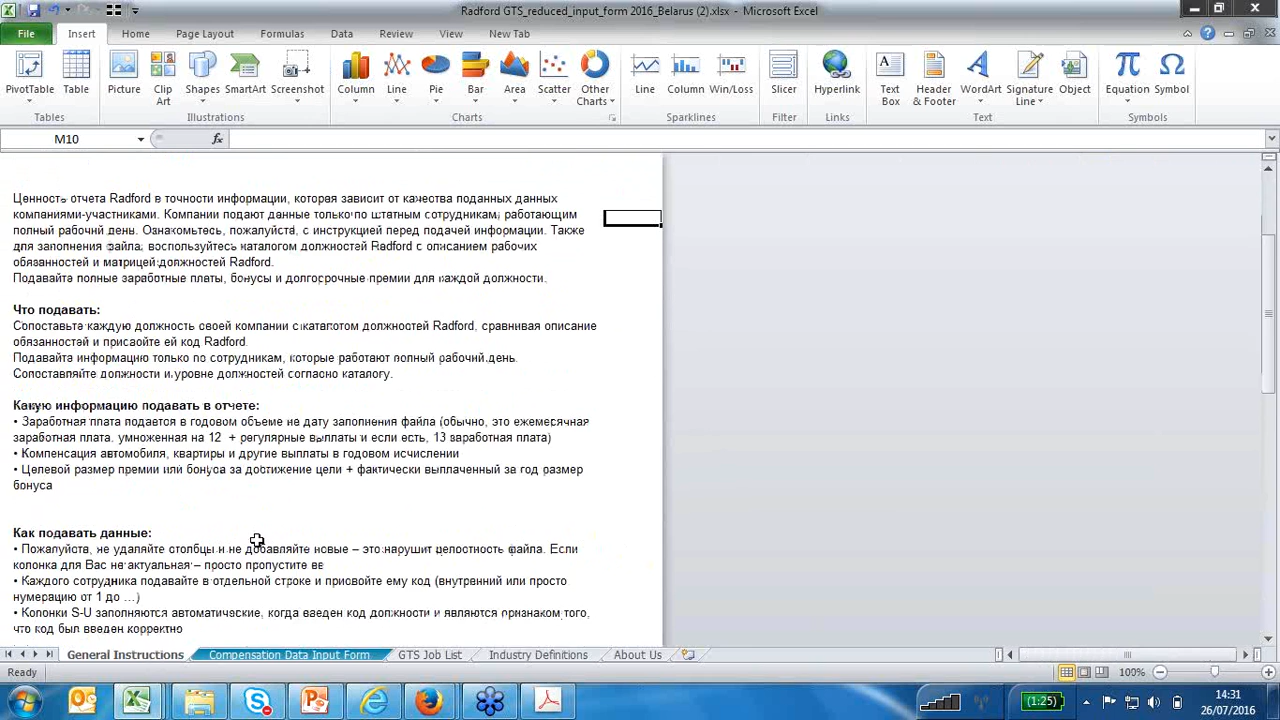 Radford GTS_reduced_input_form 2016_Belarus (2).xlsx - Microsoft Excel
File Insert Home Page Layout Formulas Data Review View New Tab
PivotTable Table Picture Clip Art Shapes SmartArt Screenshot Column Line Pie Bar Area Scatter Other Charts Line Column Win/Loss Slicer Hyperlink Text Box Header & Footer WordArt Signature Line Object Equation Symbol
Tables Illustrations Charts Sparklines Filter Links Text Symbols
M10 fx
Ценность отчета Radford в точности информации, которая зависит от качества поданных данных
компаниями-участниками. Компании подают данные только по штатным сотрудникам, работающим
полный рабочий день. Ознакомьтесь, пожалуйста, с инструкцией перед подачей информации. Также
для заполнения файла, воспользуйтесь каталогом должностей Radford с описанием рабочих
обязанностей и матрицей должностей Radford.
Подавайте полные заработные платы, бонусы и долгосрочные премии для каждой должности.
Что подавать:
Сопоставьте каждую должность своей компании с каталогом должностей Radford, сравнивая описание
обязанностей и присвойте ей код Radford.
Подавайте информацию только по сотрудникам, которые работают полный рабочий день.
Сопоставляйте должности и уровне должностей согласно каталогу.
Какую информацию подавать в отчете:
• Заработная плата подается в годовом объеме на дату заполнения файла (обычно, это ежемесячная
заработная плата. умноженная на 12 + регулярные выплаты и если есть, 13 заработная плата)
• Компенсация автомобиля, квартиры и другие выплаты в годовом исчислении
• Целевой размер премии или бонуса за достижение цели + фактически выплаченный за год размер
бонуса
Как подавать данные:
• Пожалуйста, не удаляйте столбцы и не добавляйте новые – это нарушит целостность файла. Если
колонка для Вас не актуальная – просто пропустите ее
• Каждого сотрудника подавайте в отдельной строке и присвойте ему код (внутрвнний или просто
нумерацию от 1 до ...)
• Колонки S-U заполняются автоматические, когда введен код должности и являются признаком того,
что код был введен корректно
General Instructions Compensation Data Input Form GTS Job List Industry Definitions About Us
Ready 100%
(1:25) 14:31
26/07/2016